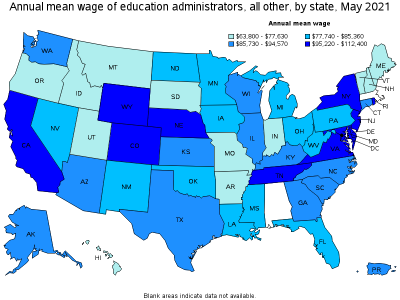 Annual mean wage of education administrators, all other, by state, May 2021
Annual mean wage
$63,800 - $77,630
$77,740 - $85,360
$85,730 - $94,570
$95,220 - $112,400
WA
MT
ND
MN
ME
OR
ID
SD
WI
MI
VT
NH
WY
IA
NY
MA
RI
CT
NV
UT
CO
NE
IL
IN
OH
PA
NJ
DE
MD
DC
CA
KS
MO
KY
WV
VA
AZ
NM
OK
AR
TN
NC
SC
TX
LA
MS
GA
FL
AK
HI
PR
Blank areas indicate data not available.